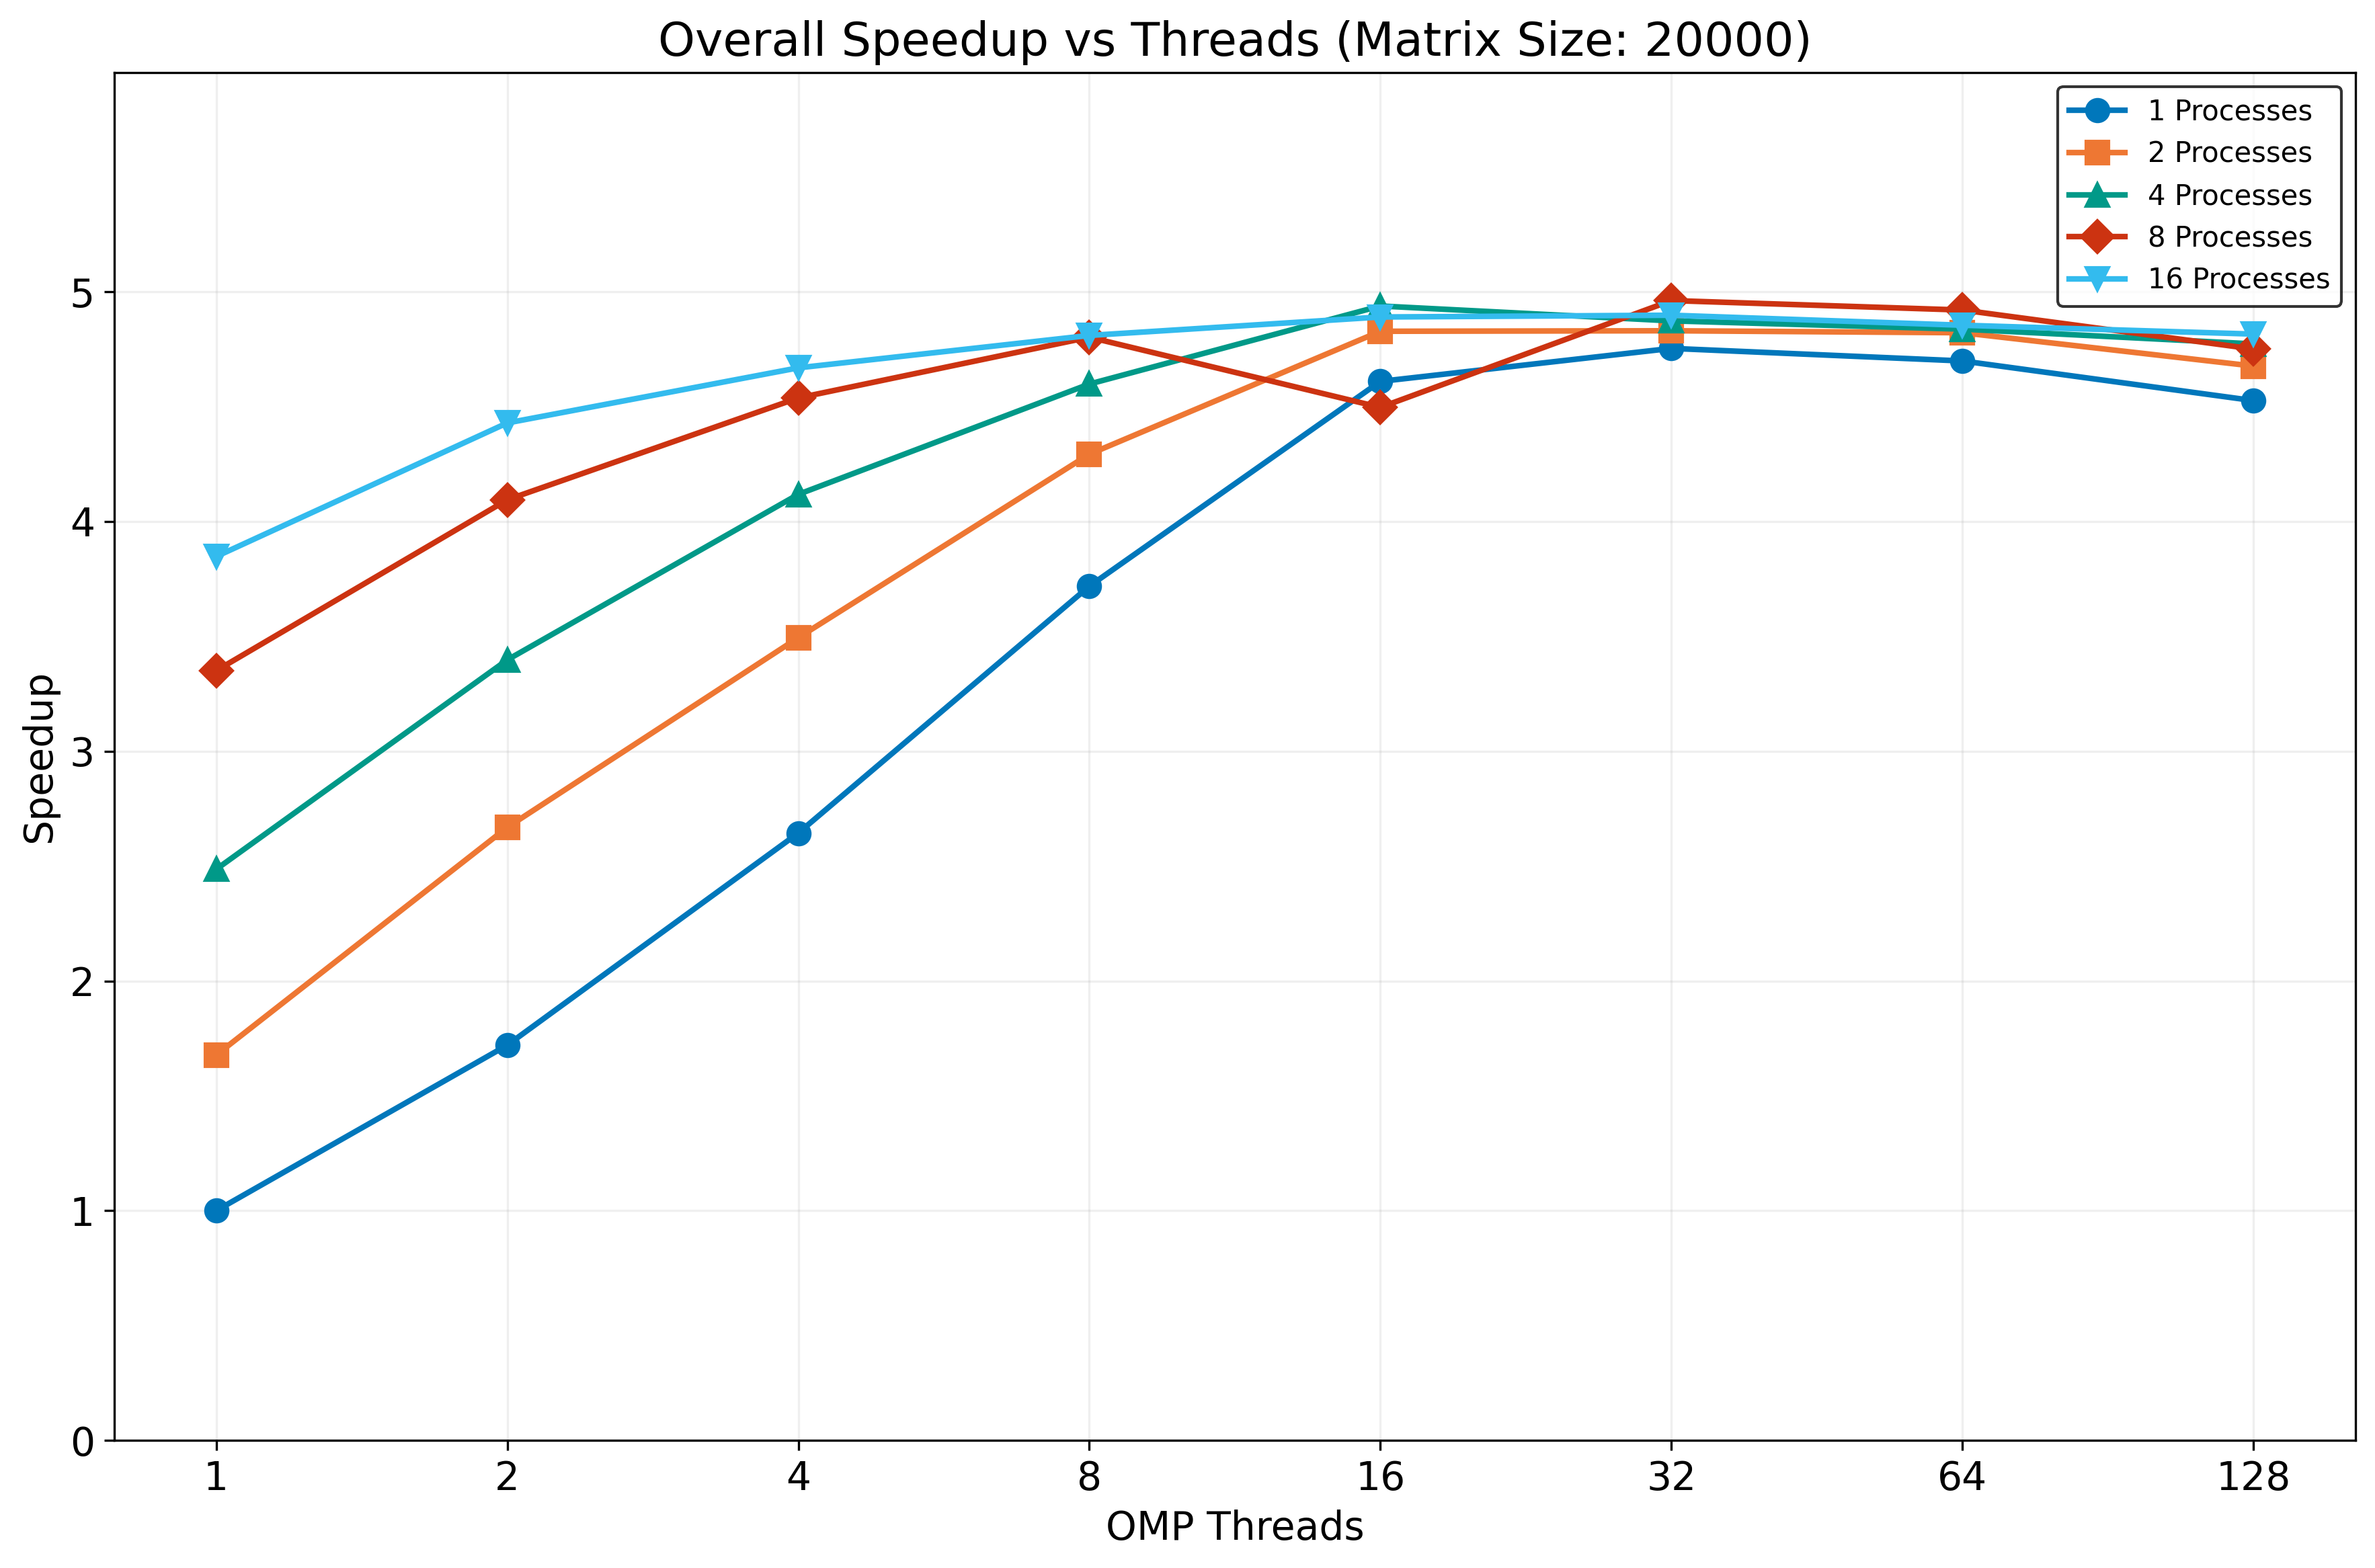 Overall Speedup vs Threads (Matrix Size: 20000)
1 Processes
2 Processes
4 Processes
8 Processes
16 Processes
Speedup
5
4
3
2
1
0
1 2 4 8 16 32 64 128
OMP Threads